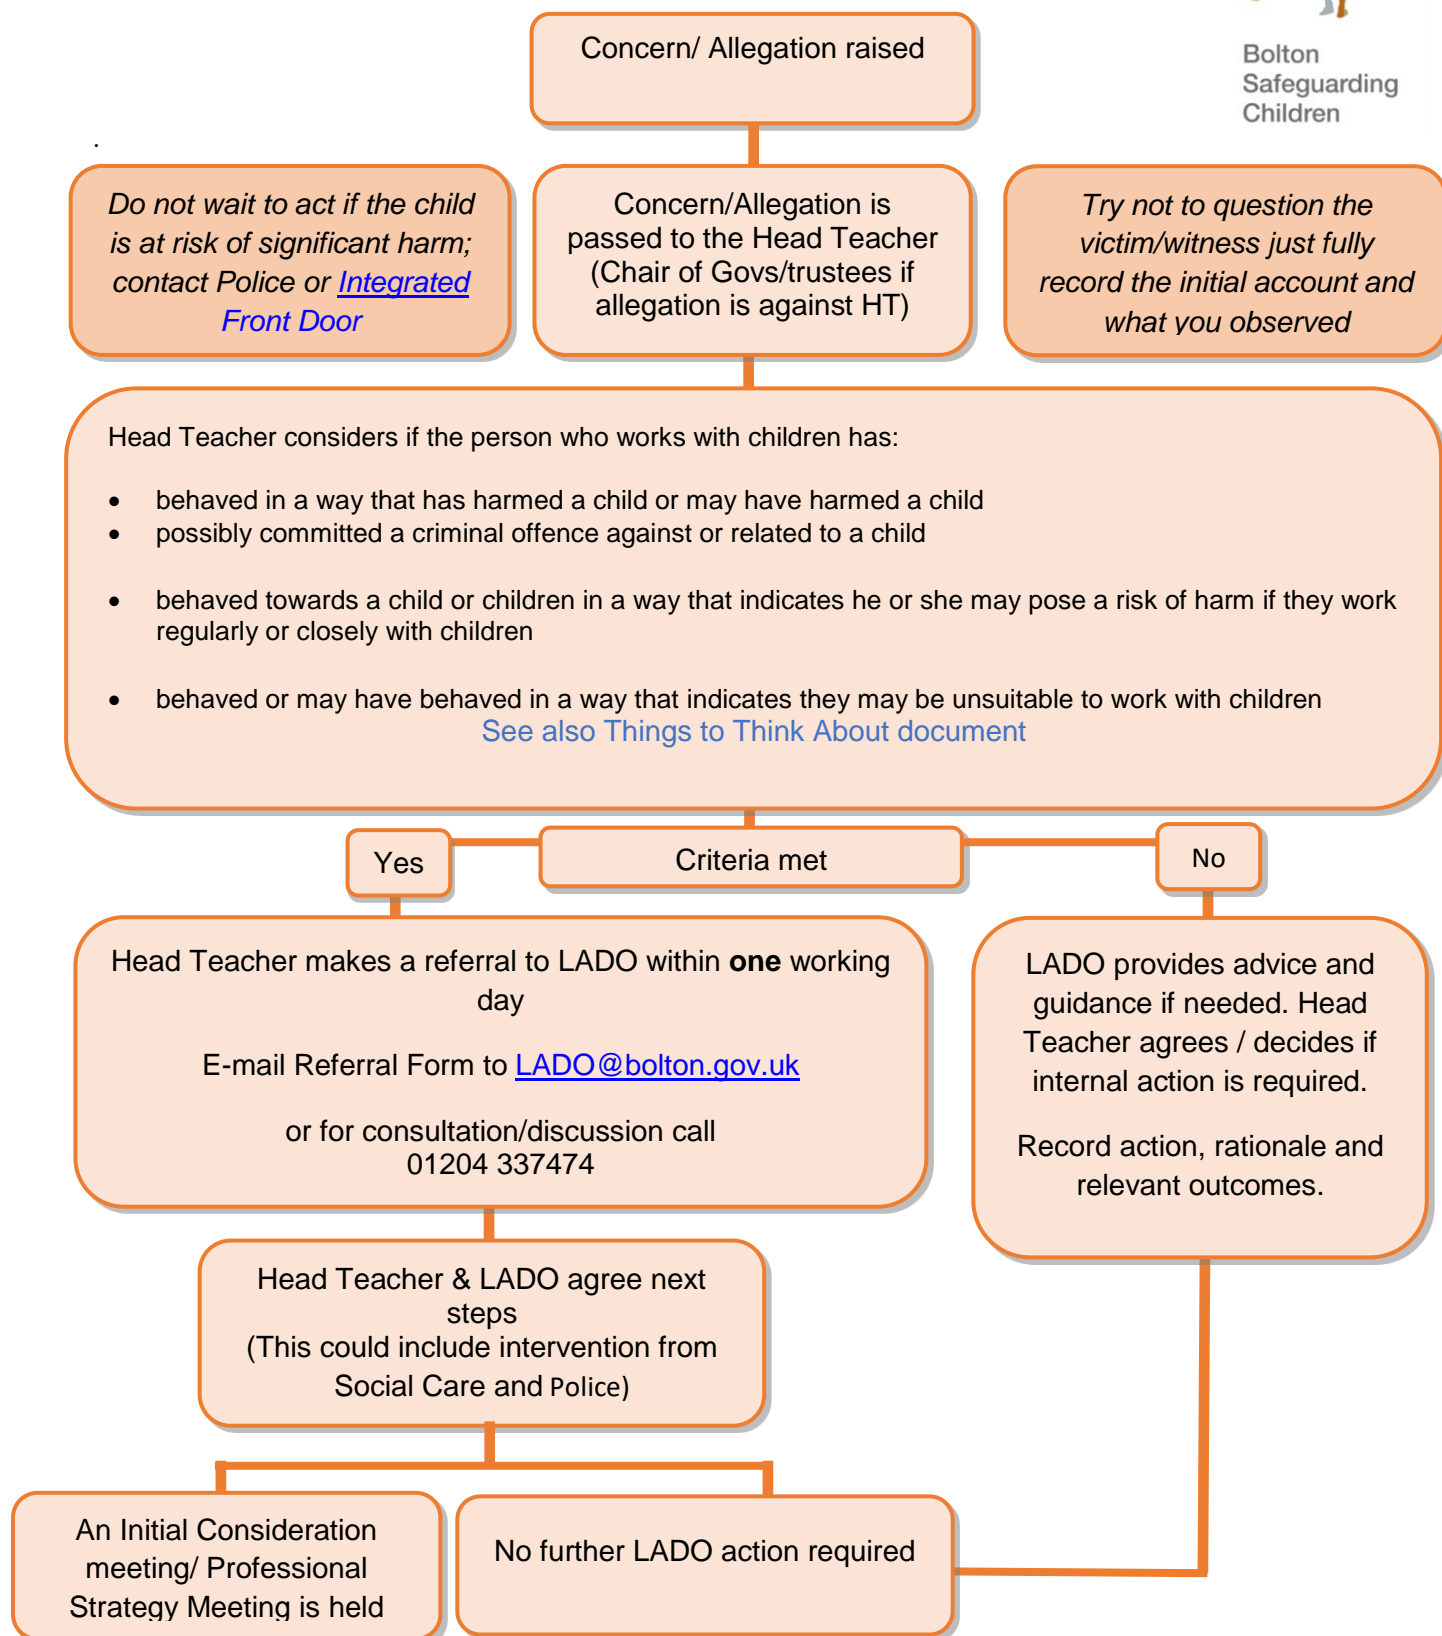 Concern/ Allegation raised
Bolton
Safeguarding
Children
.
Do not wait to act if the child
is at risk of significant harm;
contact Police or Integrated
Front Door
Concern/Allegation is
passed to the Head Teacher
(Chair of Govs/trustees if
allegation is against HT)
Try not to question the
victim/witness just fully
record the initial account and
what you observed
Head Teacher considers if the person who works with children has:
• behaved in a way that has harmed a child or may have harmed a child
• possibly committed a criminal offence against or related to a child
• behaved towards a child or children in a way that indicates he or she may pose a risk of harm if they work
regularly or closely with children
• behaved or may have behaved in a way that indicates they may be unsuitable to work with children
See also Things to Think About document
Yes
Criteria met
No
Head Teacher makes a referral to LADO within one working
day
E-mail Referral Form to LADO@bolton.gov.uk
or for consultation/discussion call
01204 337474
LADO provides advice and
guidance if needed. Head
Teacher agrees / decides if
internal action is required.
Record action, rationale and
relevant outcomes.
Head Teacher & LADO agree next
steps
(This could include intervention from
Social Care and Police)
An Initial Consideration
meeting/ Professional
Strategy Meeting is held
No further LADO action required